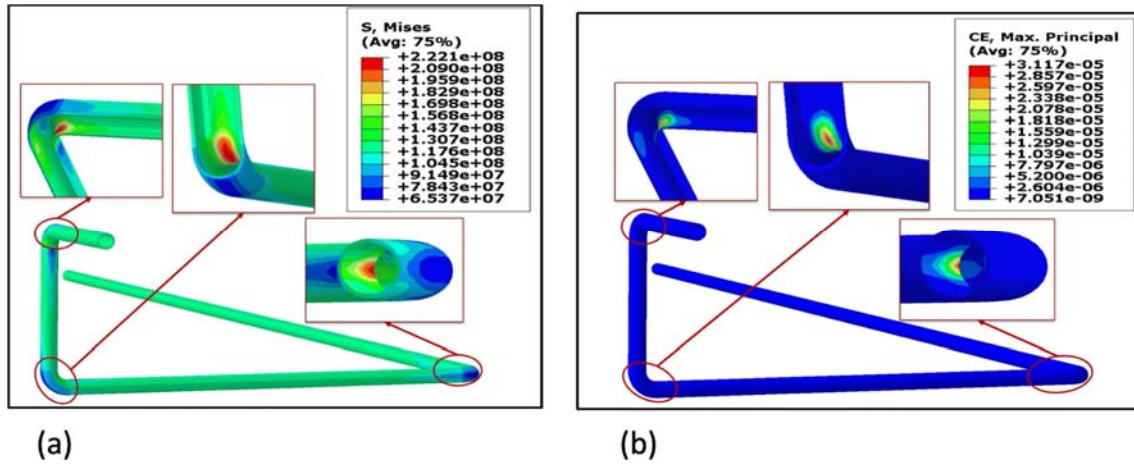 S, Mises
(Avg: 75%)
+2.221e+08
+2.090e+08
+1.959e+08
+1.829e+08
+1.698e+08
+1.568e+08
+1.437e+08
+1.307e+08
+1.176e+08
+1.045e+08
+9.149e+07
+7.843e+07
+6.537e+07
CE, Max. Principal
(Avg: 75%)
+3.117e-05
+2.857e-05
+2.597e-05
+2.338e-05
+2.078e-05
+1.818e-05
+1.559e-05
+1.299e-05
+1.039e-05
+7.797e-06
+5.200e-06
+2.604e-06
+7.051e-09
(a)
(b)